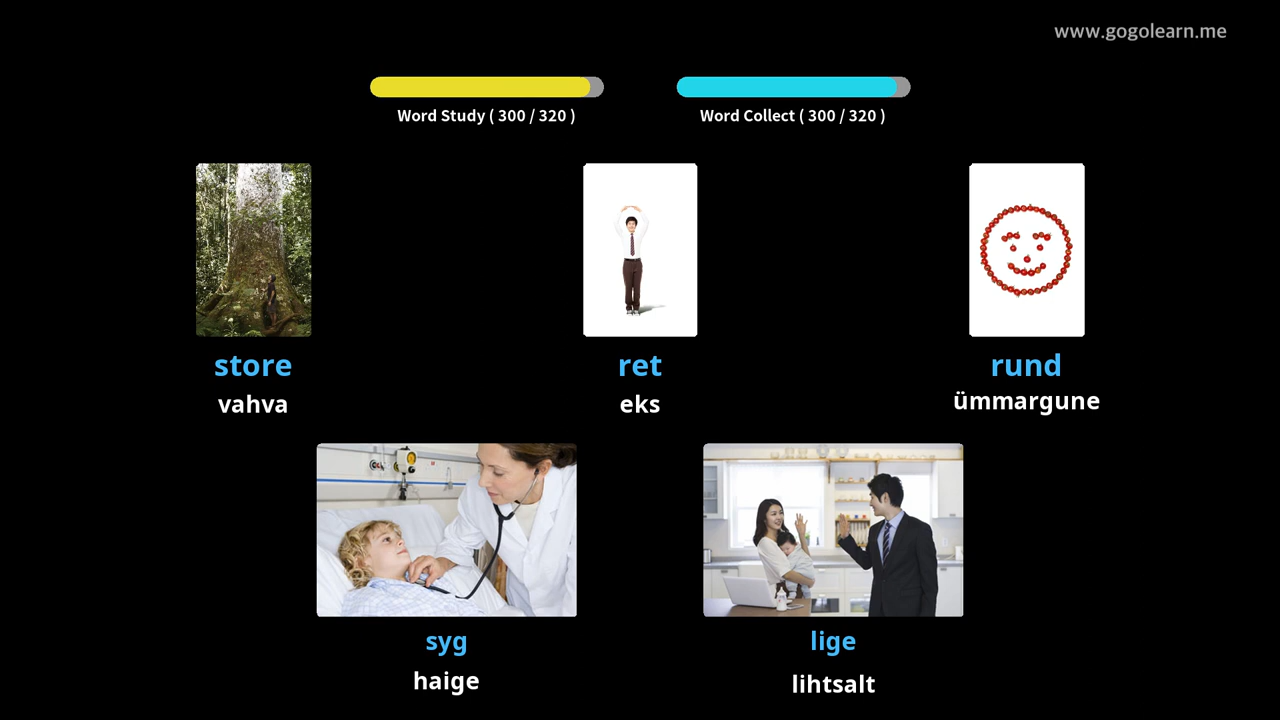 www.gogolearn.me
Word Study ( 300 / 320 )
Word Collect ( 300 / 320 )
store
ret
rund
vahva
eks
ümmargune
syg
lige
haige
lihtsalt